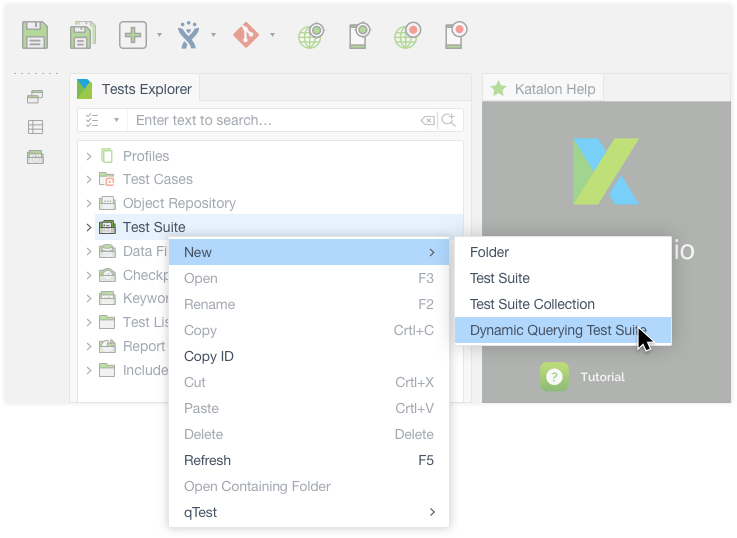 Tests Explorer
Katalon Help
Enter text to search...
Profiles
Test Cases
Object Repository
Test Suite
Data Fi
Checkp
Keywor
Test Lis
Report
Include
New
Open F3
Rename F2
Copy Crtl+C
Copy ID
Cut Crtl+X
Paste Crtl+V
Delete Delete
Refresh F5
Open Containing Folder
qTest
Folder
Test Suite
Test Suite Collection
Dynamic Querying Test Suite
io
Tutorial